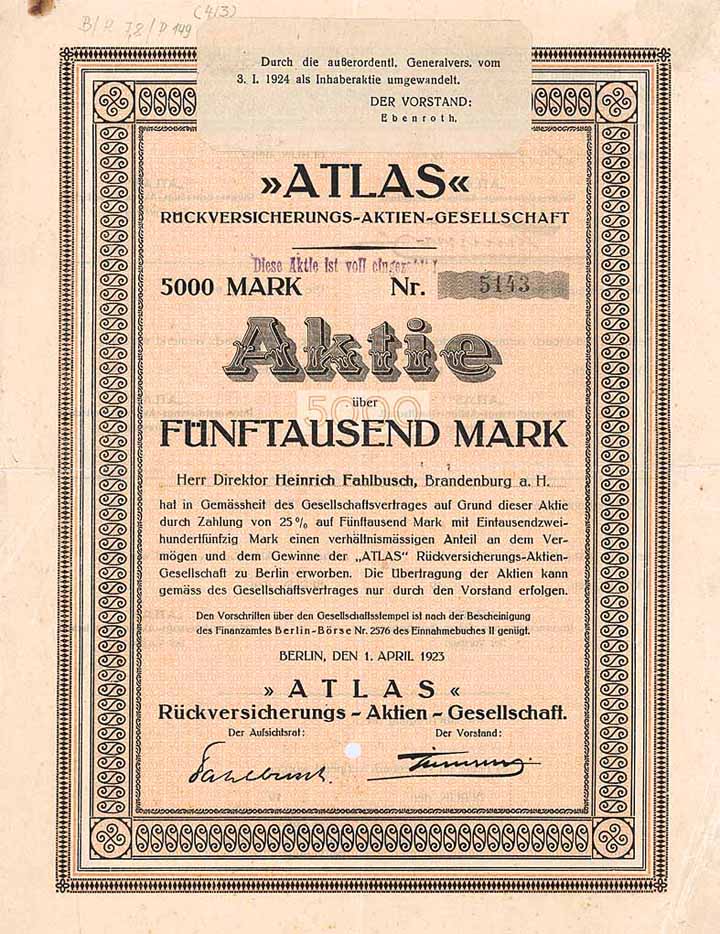 (413)
Durch die außerordentl. Generalvers. vom
3. I. 1924 als Inhaberaktie umgewandelt.
DER VORSTAND:
Ebenroth.
»ATLAS«
RÜCKVERSICHERUNGS-AKTIEN-GESELLSCHAFT
Diese Aktie ist voll eingezahlt
5000 MARK Nr. 5143
Aktie
über
5000
FÜNFTAUSEND MARK
Herr Direktor Heinrich Fahlbusch, Brandenburg a. H.
hat in Gemässheit des Gesellschaftsvertrages auf Grund dieser Aktie
durch Zahlung von 25% auf Fünftausend Mark mit Eintausendzwei-
hundertfünfzig Mark einen verhältnismässigen Anteil an dem Ver-
mögen und dem Gewinne der „ATLAS“ Rückversicherungs-Aktien-
Gesellschaft zu Berlin erworben. Die Übertragung der Aktien kann
gemäss des Gesellschaftsvertrages nur durch den Vorstand erfolgen.
Den Vorschriften über den Gesellschaftsstempel ist nach der Bescheinigung
des Finanzamtes Berlin-Börse Nr. 2576 des Einnahmebuches II genügt.
BERLIN, DEN 1. APRIL 1923
»ATLAS«
Rückversicherungs-Aktien-Gesellschaft.
Der Aufsichtsrat: Der Vorstand:
Fahlbusch.